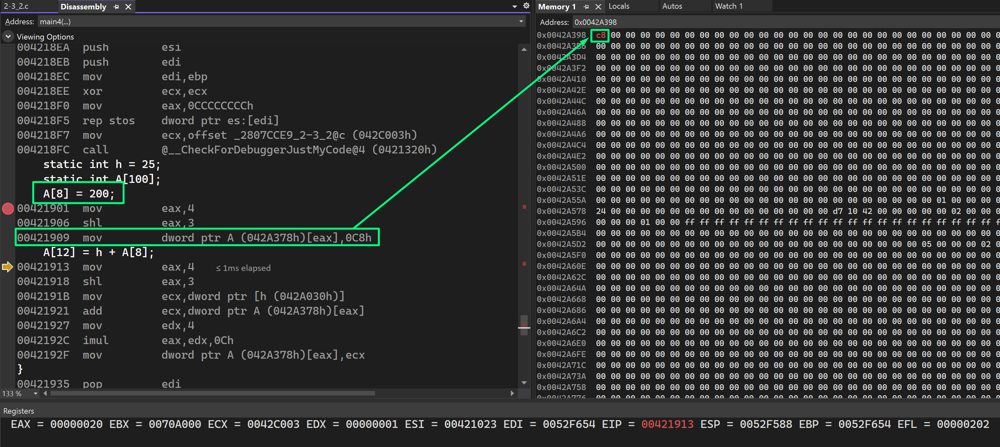 2-3_2.c
Disassembly
Address: main4(...)
Viewing Options
004218EA push esi
004218EB push edi
004218EC mov edi,ebp
004218EE xor ecx,ecx
004218F0 mov eax,0CCCCCCCCh
004218F5 rep stos dword ptr es:[edi]
004218F7 mov ecx,offset _2807CCE9_2-3_2@c (042C003h)
004218FC call @__CheckForDebuggerJustMyCode@4 (0421320h)
static int h = 25;
static int A[100];
A[8] = 200;
00421901 mov eax,4
00421906 shl eax,3
00421909 mov dword ptr A (042A378h)[eax],0C8h
A[12] = h + A[8];
00421913 mov eax,4 ≤ 1ms elapsed
00421918 shl eax,3
0042191B mov ecx,dword ptr [h (042A030h)]
00421921 add ecx,dword ptr A (042A378h)[eax]
00421927 mov edx,4
0042192C imul eax,edx,0Ch
0042192F mov dword ptr A (042A378h)[eax],ecx
}
00421935 pop edi
133 %
Memory 1 Locals Autos Watch 1
Address: 0x0042A398
0x0042A398 c8 00 00 00 00 00 00 00 00 00 00 00 00 00 00 00 00 00 00 00 00 00 00 00 00 00 00
0x0042A3B6 00 00 00 00 00 00 00 00 00 00 00 00 00 00 00 00 00 00 00 00 00 00 00 00 00 00 00
0x0042A3D4 00 00 00 00 00 00 00 00 00 00 00 00 00 00 00 00 00 00 00 00 00 00 00 00 00 00 00
0x0042A3F2 00 00 00 00 00 00 00 00 00 00 00 00 00 00 00 00 00 00 00 00 00 00 00 00 00 00 00
0x0042A410 00 00 00 00 00 00 00 00 00 00 00 00 00 00 00 00 00 00 00 00 00 00 00 00 00 00 00
0x0042A42E 00 00 00 00 00 00 00 00 00 00 00 00 00 00 00 00 00 00 00 00 00 00 00 00 00 00 00
0x0042A44C 00 00 00 00 00 00 00 00 00 00 00 00 00 00 00 00 00 00 00 00 00 00 00 00 00 00 00
0x0042A46A 00 00 00 00 00 00 00 00 00 00 00 00 00 00 00 00 00 00 00 00 00 00 00 00 00 00 00
0x0042A488 00 00 00 00 00 00 00 00 00 00 00 00 00 00 00 00 00 00 00 00 00 00 00 00 00 00 00
0x0042A4A6 00 00 00 00 00 00 00 00 00 00 00 00 00 00 00 00 00 00 00 00 00 00 00 00 00 00 00
0x0042A4C4 00 00 00 00 00 00 00 00 00 00 00 00 00 00 00 00 00 00 00 00 00 00 00 00 00 00 00
0x0042A4E2 00 00 00 00 00 00 00 00 00 00 00 00 00 00 00 00 00 00 00 00 00 00 00 00 00 00 00
0x0042A500 00 00 00 00 00 00 00 00 00 00 00 00 00 00 00 00 00 00 00 00 00 00 00 00 00 00 00
0x0042A51E 00 00 00 00 00 00 00 00 00 00 00 00 00 00 00 00 00 00 00 00 00 00 00 00 00 00 00
0x0042A53C 00 00 00 00 00 00 00 00 00 00 00 00 00 00 00 00 00 00 00 00 00 00 00 00 00 00 00
0x0042A55A 00 00 00 00 00 00 00 00 00 00 00 00 00 00 00 00 00 00 00 00 00 00 00 01 00 00 00
0x0042A578 24 00 00 00 00 00 00 00 00 00 00 00 00 00 00 00 d7 10 42 00 00 00 00 00 02 00 00
0x0042A596 00 00 00 01 00 00 ff ff ff ff ff ff ff ff ff ff ff ff ff ff ff ff ff ff ff ff ff
0x0042A5B4 00 00 00 00 00 00 00 00 00 00 00 00 00 00 00 00 00 00 00 00 00 00 00 00 00 00 00
0x0042A5D2 00 00 00 00 00 00 00 00 00 00 00 00 00 00 00 00 00 00 00 00 00 00 05 00 00 00 02
0x0042A5F0 00 00 00 00 00 00 00 00 00 00 00 00 00 00 00 00 00 00 00 00 00 00 00 00 00 00 00
0x0042A60E 00 00 00 00 00 00 00 00 00 00 00 00 00 00 00 00 00 00 00 00 00 00 00 00 00 00 00
0x0042A62C 00 00 00 00 00 00 00 00 00 00 00 00 00 00 00 00 00 00 00 00 00 00 00 00 00 00 00
0x0042A64A 00 00 00 00 00 00 00 00 00 00 00 00 00 00 00 00 00 00 00 00 00 00 00 00 00 00 00
0x0042A668 00 00 00 00 00 00 00 00 00 00 00 00 00 00 00 00 00 00 00 00 00 00 00 00 00 00 00
0x0042A686 00 00 00 00 00 00 00 00 00 00 00 00 00 00 00 00 00 00 00 00 00 00 00 00 00 00 00
0x0042A6A4 00 00 00 00 00 00 00 00 00 00 00 00 00 00 00 00 00 00 00 00 00 00 00 00 00 00 00
0x0042A6C2 00 00 00 00 00 00 00 00 00 00 00 00 00 00 00 00 00 00 00 00 00 00 00 00 00 00 00
0x0042A6E0 00 00 00 00 00 00 00 00 00 00 00 00 00 00 00 00 00 00 00 00 00 00 00 00 00 00 00
0x0042A6FE 00 00 00 00 00 00 00 00 00 00 00 00 00 00 00 00 00 00 00 00 00 00 00 00 00 00 00
0x0042A71C 00 00 00 00 00 00 00 00 00 00 00 00 00 00 00 00 00 00 00 00 00 00 00 00 00 00 00
0x0042A73A 00 00 00 00 00 00 00 00 00 00 00 00 00 00 00 00 00 00 00 00 00 00 00 00 00 00 00
0x0042A758 00 00 00 00 00 00 00 00 00 00 00 00 00 00 00 00 00 00 00 00 00 00 00 00 00 00 00
Registers
EAX = 00000020 EBX = 0070A000 ECX = 0042C003 EDX = 00000001 ESI = 00421023 EDI = 0052F654 EIP = 00421913 ESP = 0052F588 EBP = 0052F654 EFL = 00000202